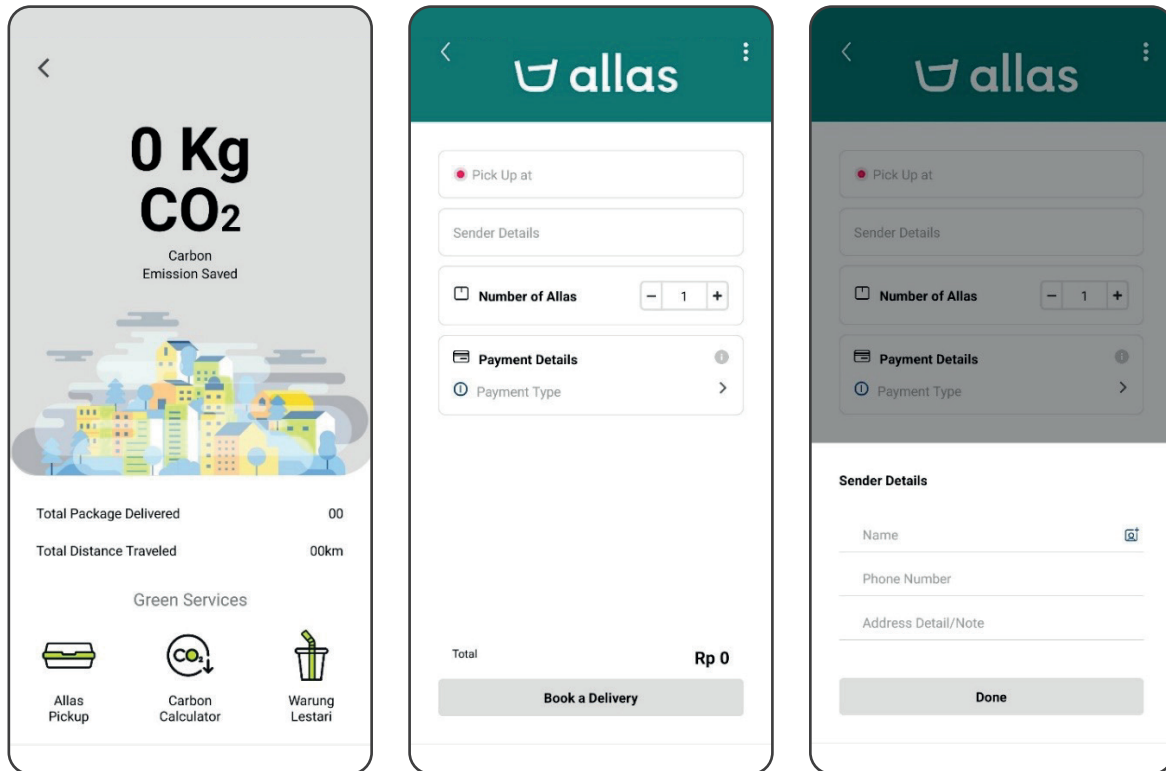 0 Kg
CO2
Carbon
Emission Saved
Total Package Delivered 00
Total Distance Traveled 00km
Green Services
CO2
Allas
Pickup
Carbon
Calculator
Warung
Lestari
allas
Pick Up at
Sender Details
Number of Allas - 1 +
Payment Details
Payment Type
Total Rp 0
Book a Delivery
allas
Pick Up at
Sender Details
Number of Allas - 1 +
Payment Details
Payment Type
Sender Details
Name
Phone Number
Address Detail/Note
Done